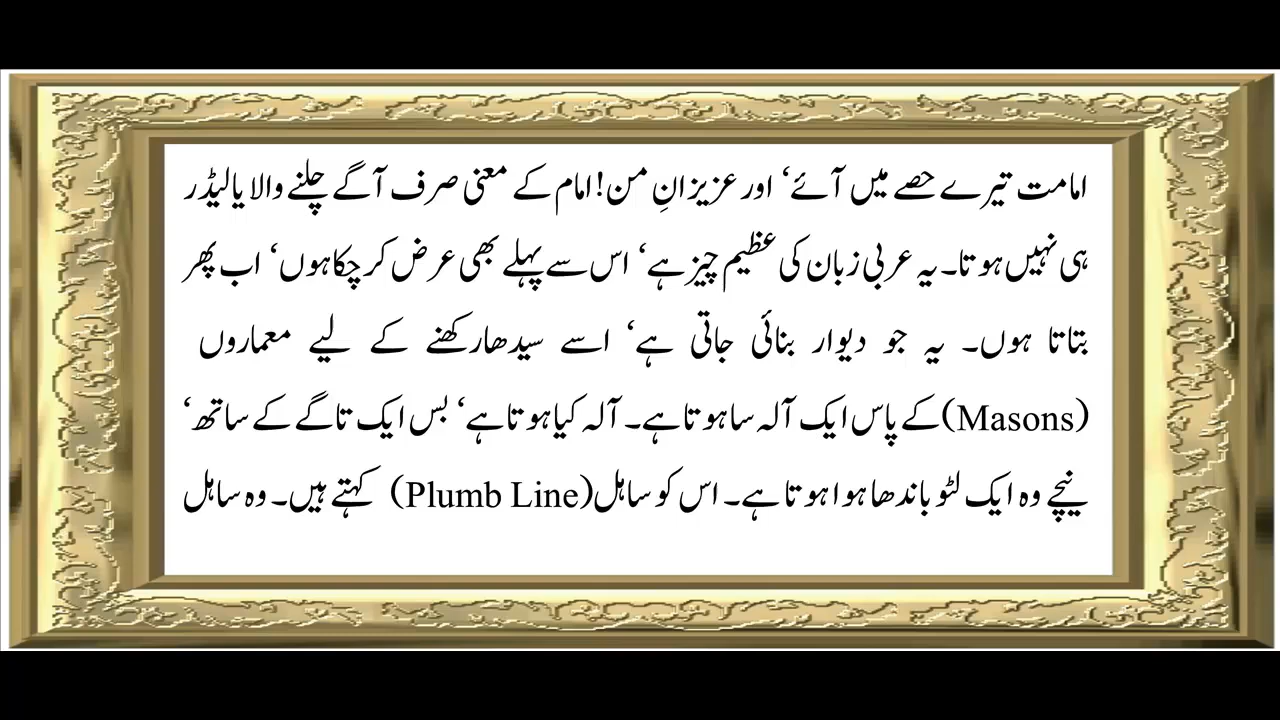 امامت تیرے حصے میں آئے‘ اور عزیزانِ من! امام کے معنی صرف آگے چلنے والا یا لیڈر
ہی نہیں ہوتا۔ یہ عربی زبان کی عظیم چیز ہے‘ اس سے پہلے بھی عرض کر چکا ہوں‘ اب پھر
بتاتا ہوں۔ یہ جو دیوار بنائی جاتی ہے‘ اسے سیدھا رکھنے کے لیے معماروں
(Masons) کے پاس ایک آلہ سا ہوتا ہے۔ آلہ کیا ہوتا ہے‘ بس ایک تاگے کے ساتھ‘
نیچے وہ ایک لٹو باندھا ہوا ہوتا ہے۔ اس کو ساہل (Plumb Line) کہتے ہیں۔ وہ ساہل